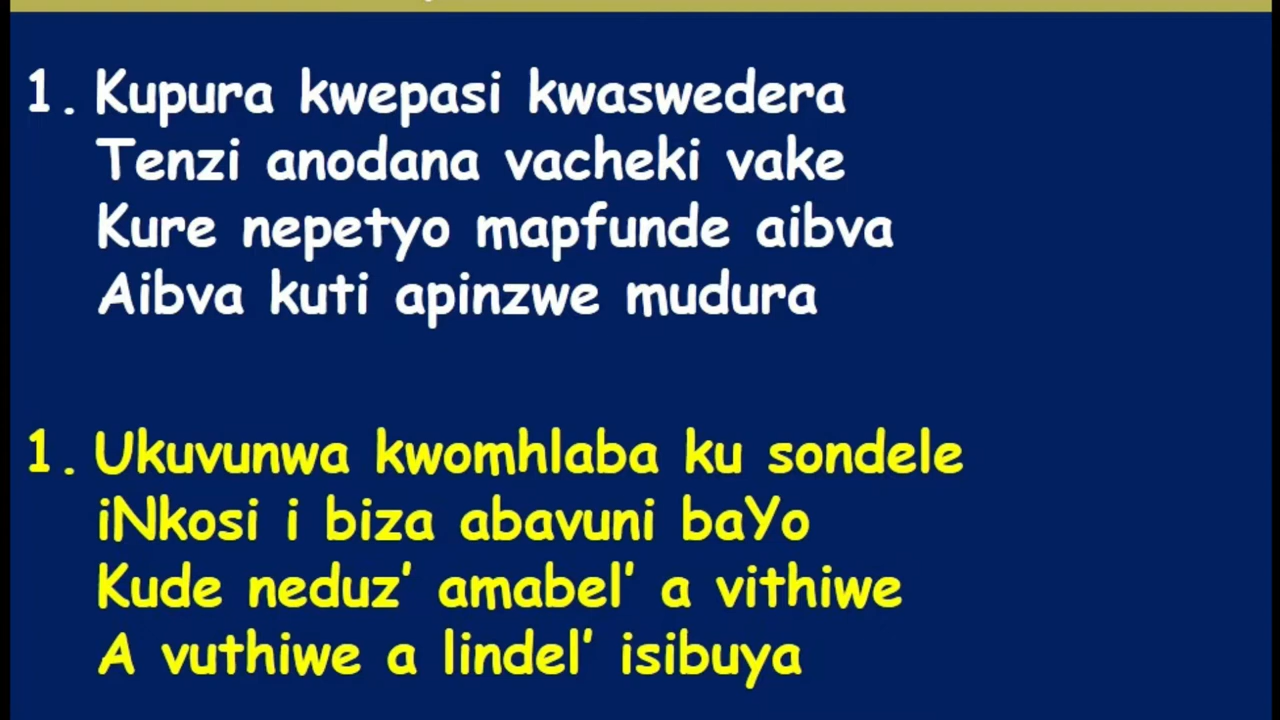 1. Kupura kwepasi kwaswedera
Tenzi anodana vacheki vake
Kure nepetyo mapfunde aibva
Aibva kuti apinzwe mudura
1. Ukuvunwa kwomhlaba ku sondele
iNkosi i biza abavuni baYo
Kude neduz’ amabel’ a vithiwe
A vuthiwe a lindel’ isibuya